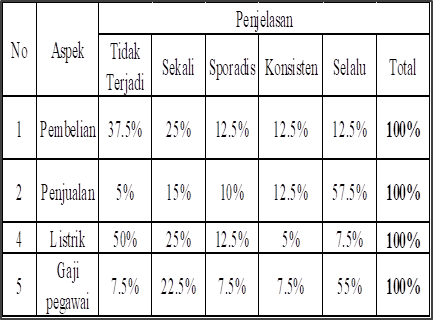 No Aspek Penjelasan
Tidak Terjadi Sekali Sporadis Konsisten Selalu Total
1 Pembelian 37.5% 25% 12.5% 12.5% 12.5% 100%
2 Penjualan 5% 15% 10% 12.5% 57.5% 100%
4 Listrik 50% 25% 12.5% 5% 7.5% 100%
5 Gaji pegawai 7.5% 22.5% 7.5% 7.5% 55% 100%